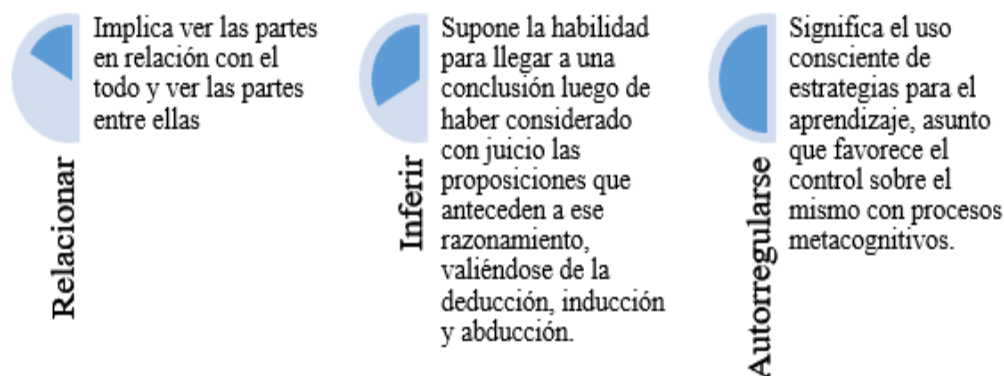 Relacionar
Implica ver las partes
en relación con el
todo y ver las partes
entre ellas
Inferir
Supone la habilidad
para llegar a una
conclusión luego de
haber considerado
con juicio las
proposiciones que
anteceden a ese
razonamiento,
valiéndose de la
deducción, inducción
y abducción.
Autorregularse
Significa el uso
consciente de
estrategias para el
aprendizaje, asunto
que favorece el
control sobre el
mismo con procesos
metacognitivos.